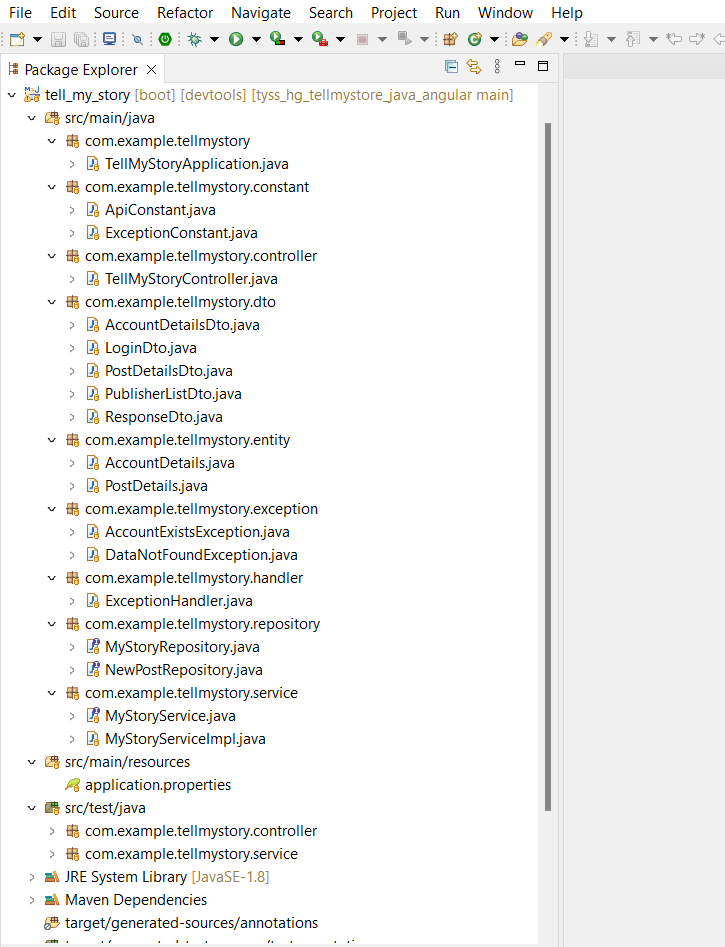 File Edit Source Refactor Navigate Search Project Run Window Help
Package Explorer
tell_my_story [boot] [devtools] [tyss_hg_tellmystore_java_angular main]
src/main/java
com.example.tellmystory
TellMyStoryApplication.java
com.example.tellmystory.constant
ApiConstant.java
ExceptionConstant.java
com.example.tellmystory.controller
TellMyStoryController.java
com.example.tellmystory.dto
AccountDetailsDto.java
LoginDto.java
PostDetailsDto.java
PublisherListDto.java
ResponseDto.java
com.example.tellmystory.entity
AccountDetails.java
PostDetails.java
com.example.tellmystory.exception
AccountExistsException.java
DataNotFoundException.java
com.example.tellmystory.handler
ExceptionHandler.java
com.example.tellmystory.repository
MyStoryRepository.java
NewPostRepository.java
com.example.tellmystory.service
MyStoryService.java
MyStoryServiceImpl.java
src/main/resources
application.properties
src/test/java
com.example.tellmystory.controller
com.example.tellmystory.service
JRE System Library [JavaSE-1.8]
Maven Dependencies
target/generated-sources/annotations